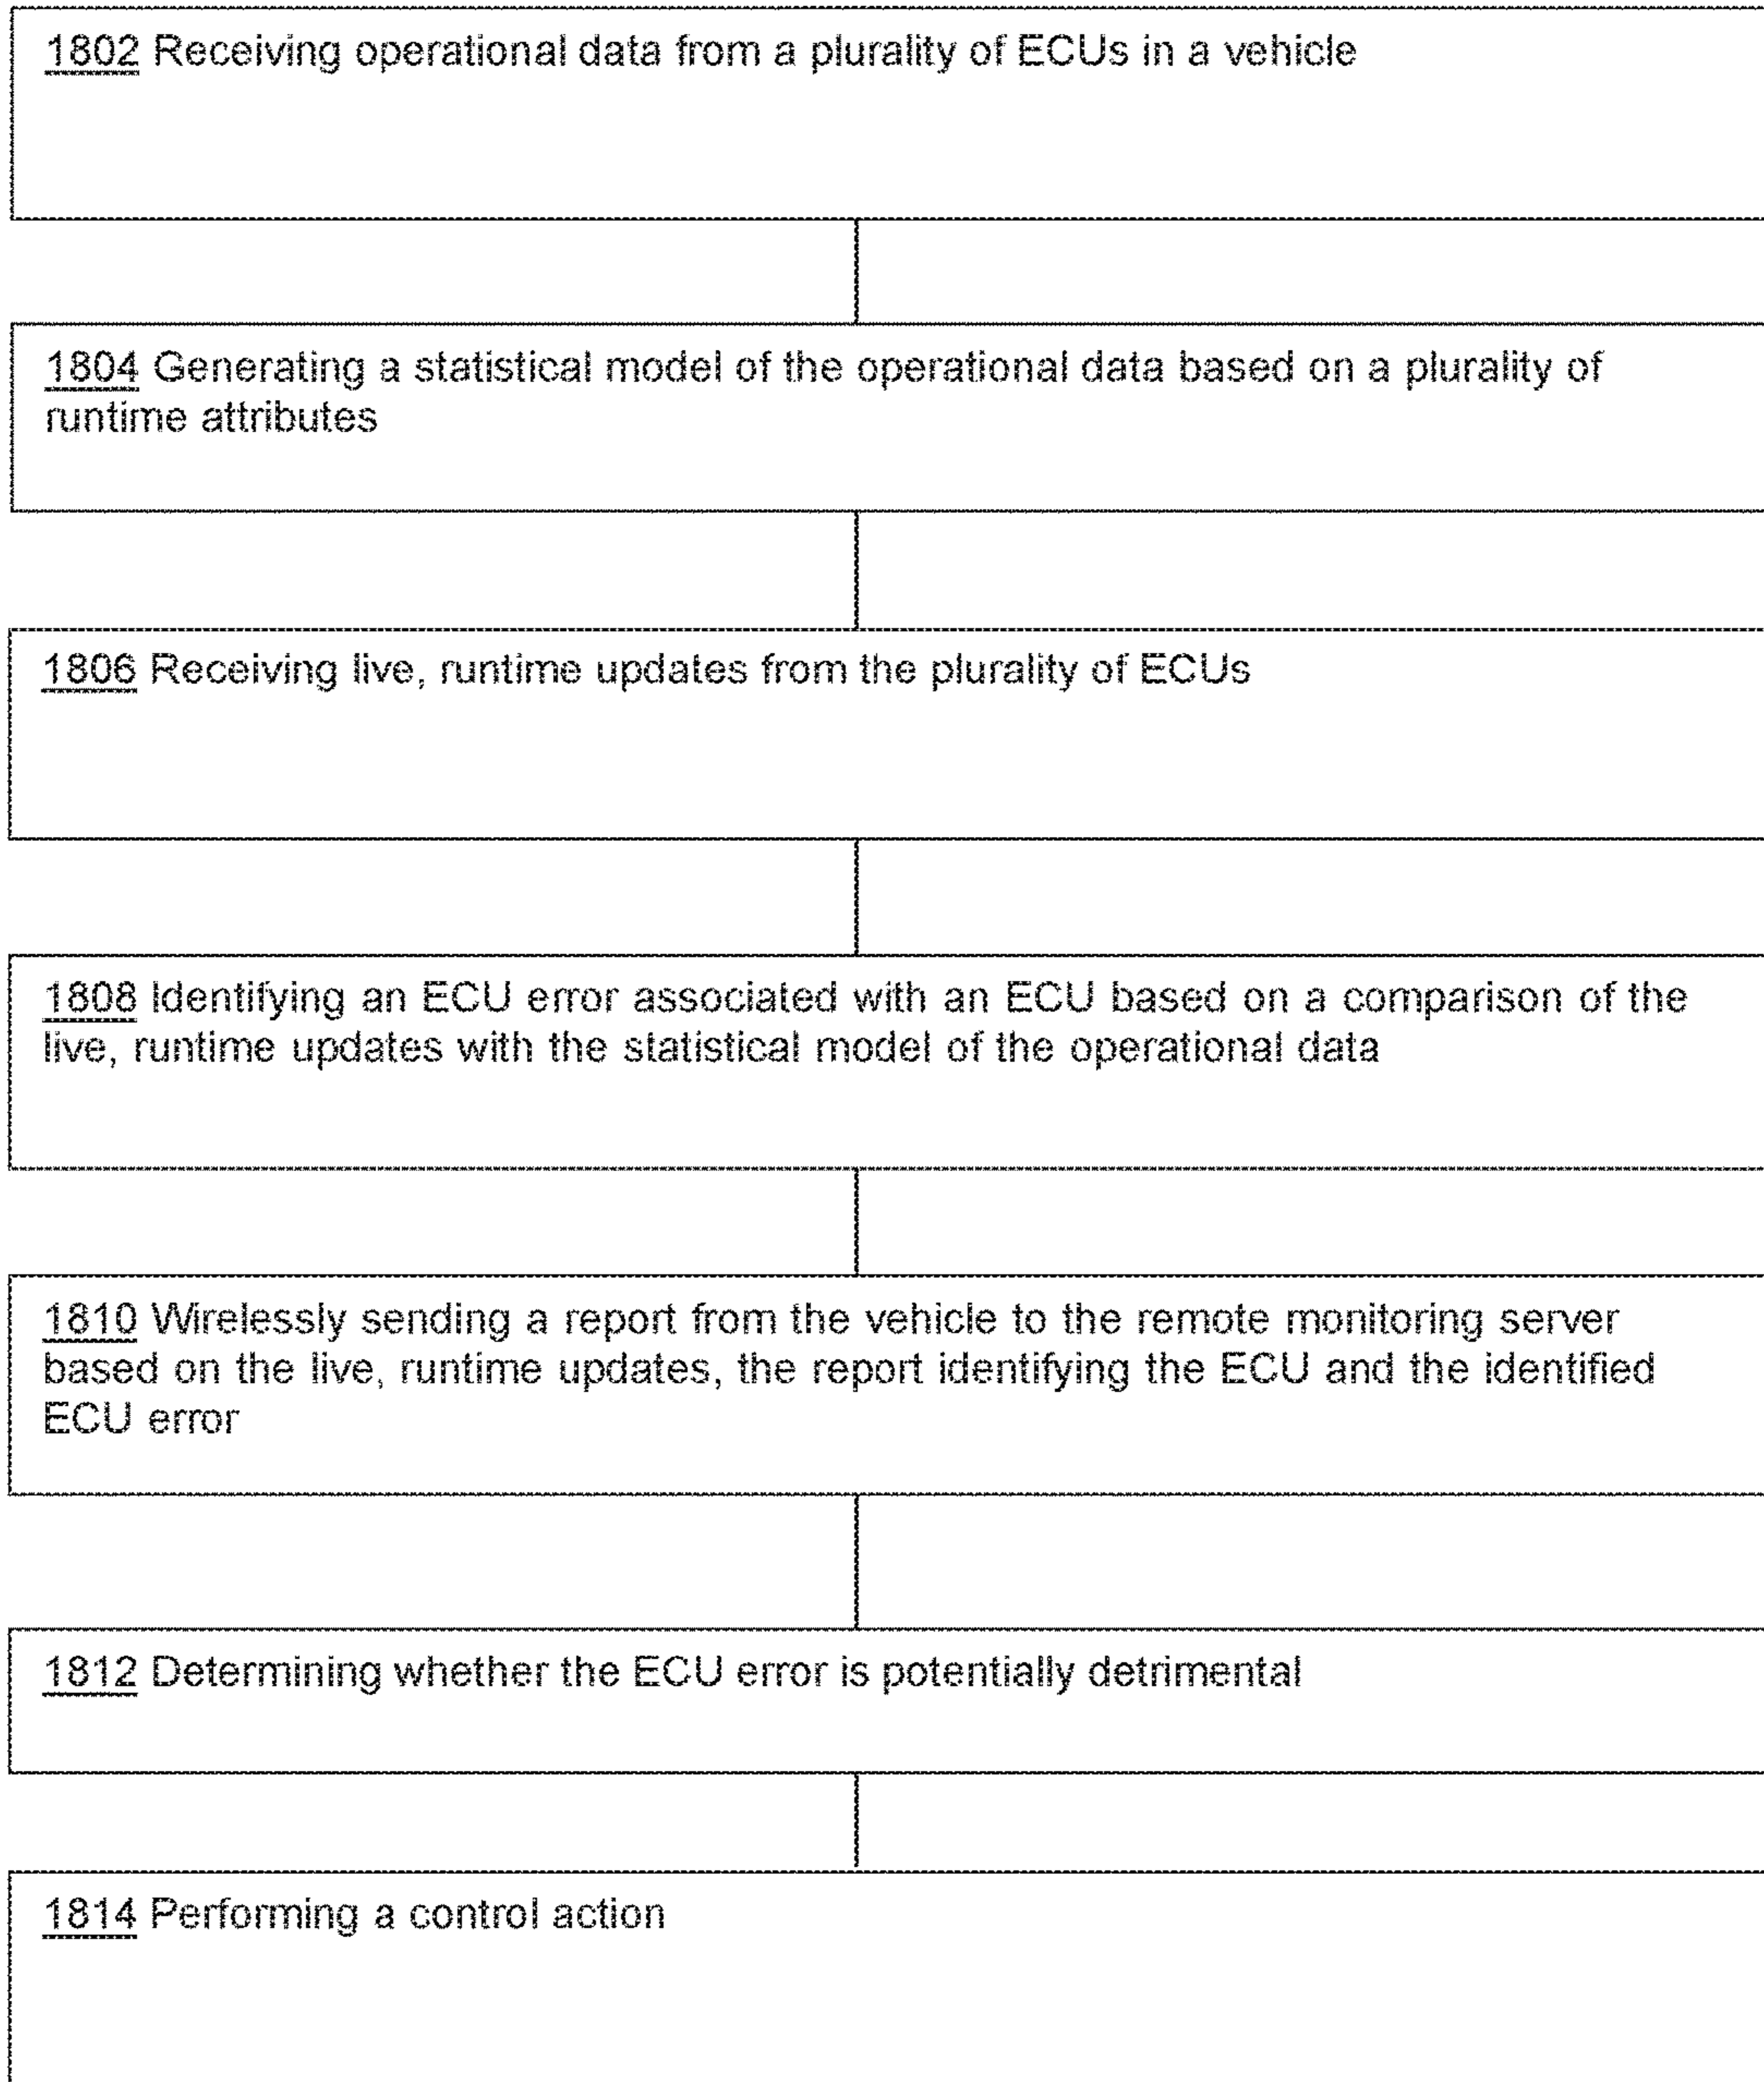 1802 Receiving operational data from a plurality of ECUs in a vehicle
1804 Generating a statistical model of the operational data based on a plurality of
runtime attributes
1806 Receiving live, runtime updates from the plurality of ECUs
1808 Identifying an ECU error associated with an ECU based on a comparison of the
live, runtime updates with the statistical model of the operational data
1810 Wirelessly sending a report from the vehicle to the remote monitoring server
based on the live, runtime updates, the report identifying the ECU and the identified
ECU error
1812 Determining whether the ECU error is potentially detrimental
1814 Performing a control action